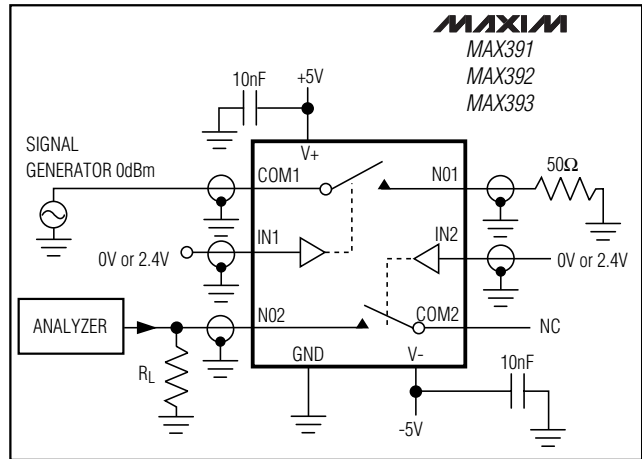 MAXIM
MAX391
MAX392
MAX393
10nF
+5V
SIGNAL
GENERATOR 0dBm
V+
COM1
N01
50Ω
IN1
IN2
0V or 2.4V
0V or 2.4V
ANALYZER
N02
COM2
NC
RL
GND
V-
10nF
-5V